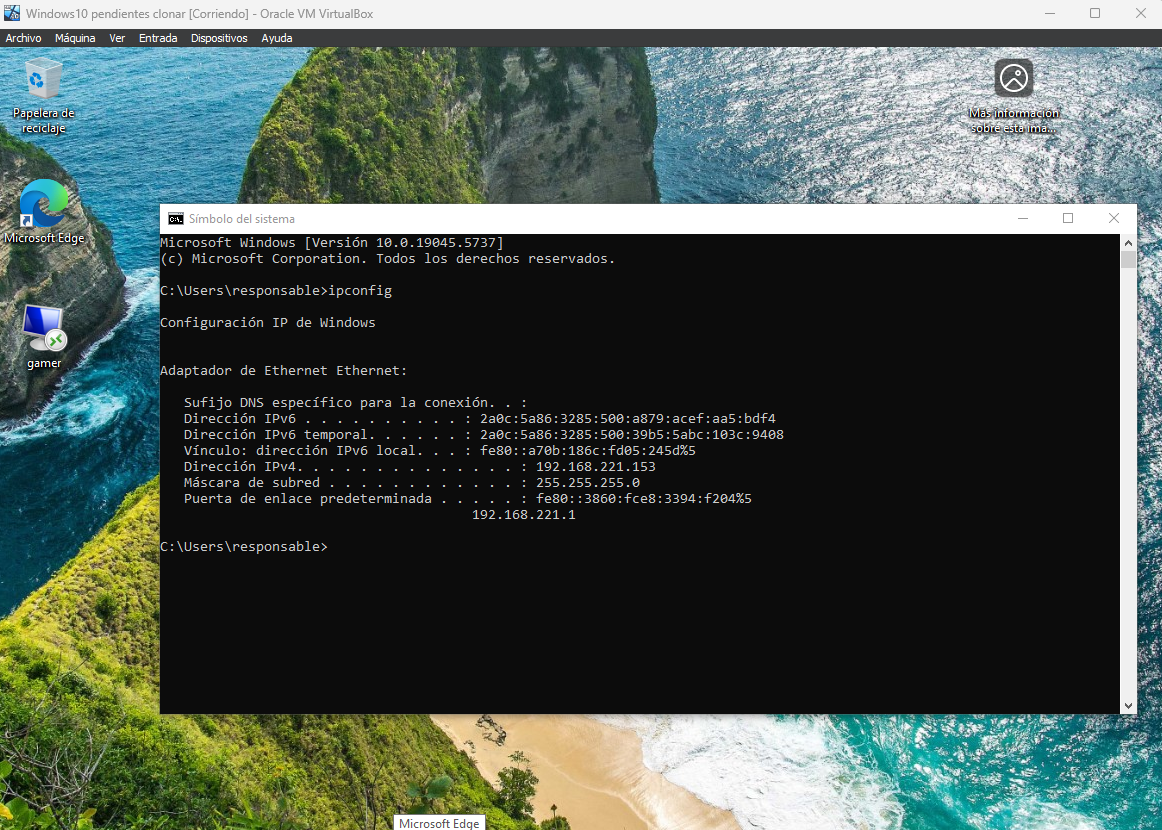 Windows10 pendientes clonar [Corriendo] - Oracle VM VirtualBox
Archivo Máquina Ver Entrada Dispositivos Ayuda
Papelera de
reciclaje
Más información
sobre esta ima...
Microsoft Edge
gamer
Símbolo del sistema
Microsoft Windows [Versión 10.0.19045.5737]
(c) Microsoft Corporation. Todos los derechos reservados.
C:\Users\responsable>ipconfig
Configuración IP de Windows
Adaptador de Ethernet Ethernet:
Sufijo DNS específico para la conexión. . :
Dirección IPv6 . . . . . . . . . . : 2a0c:5a86:3285:500:a879:acef:aa5:bdf4
Dirección IPv6 temporal. . . . . . : 2a0c:5a86:3285:500:39b5:5abc:103c:9408
Vínculo: dirección IPv6 local. . . : fe80::a70b:186c:fd05:245d%5
Dirección IPv4. . . . . . . . . . . . . . : 192.168.221.153
Máscara de subred . . . . . . . . . . . . : 255.255.255.0
Puerta de enlace predeterminada . . . . . : fe80::3860:fce8:3394:f204%5
192.168.221.1
C:\Users\responsable>
Microsoft Edge